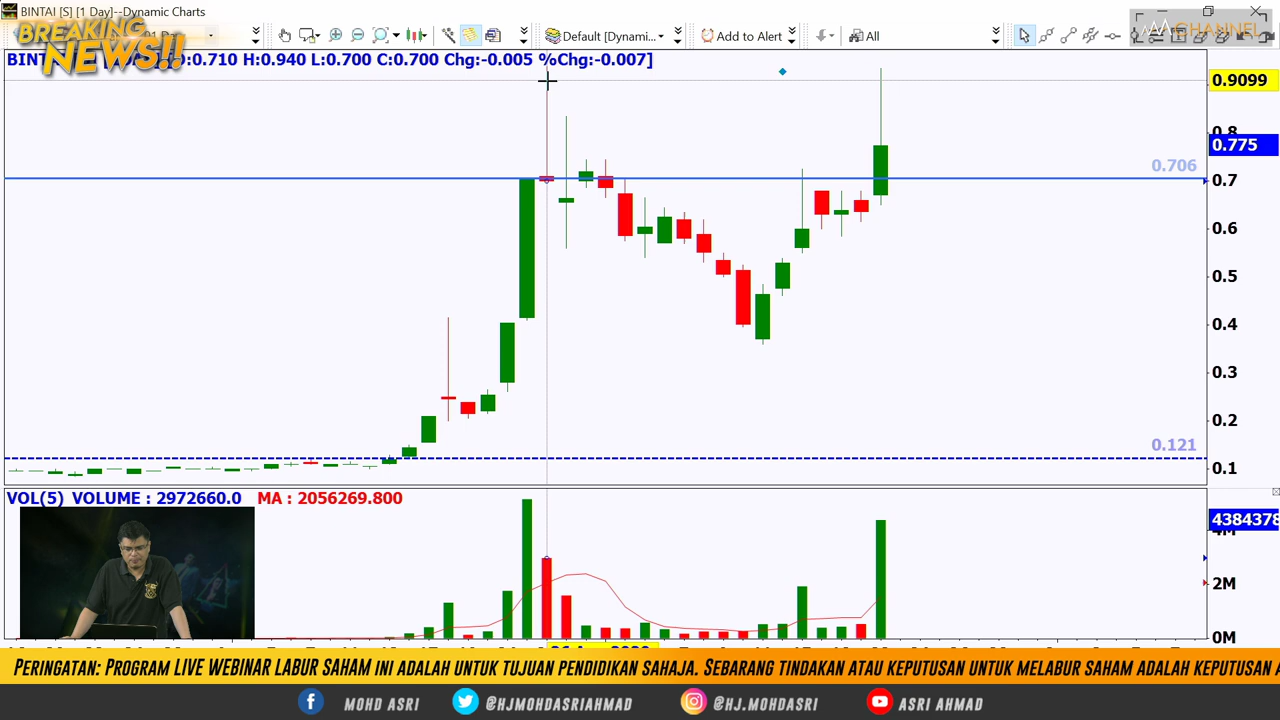 BINTAI [S] [1 Day]--Dynamic Charts
BREAKING
NEWS!!
Default [Dynami...
Add to Alert
All
CHANNEL
BINT
O:0.710 H:0.940 L:0.700 C:0.700 Chg:-0.005 %Chg:-0.007]
0.9099
0.8
0.775
0.706
0.7
0.6
0.5
0.4
0.3
0.2
0.121
0.1
VOL(5) VOLUME : 2972660.0 MA : 2056269.800
4384378
2M
0M
PERINGATAN: PROGRAM LIVE WEBINAR LABUR SAHAM INI ADALAH UNTUK TUJUAN PENDIDIKAN SAHAJA. SEBARANG TINDAKAN ATAU KEPUTUSAN UNTUK MELABUR SAHAM ADALAH KEPUTUSAN
MOHD ASRI @HJMOHDASRIAHMAD @HJ.MOHDASRI ASRI AHMAD